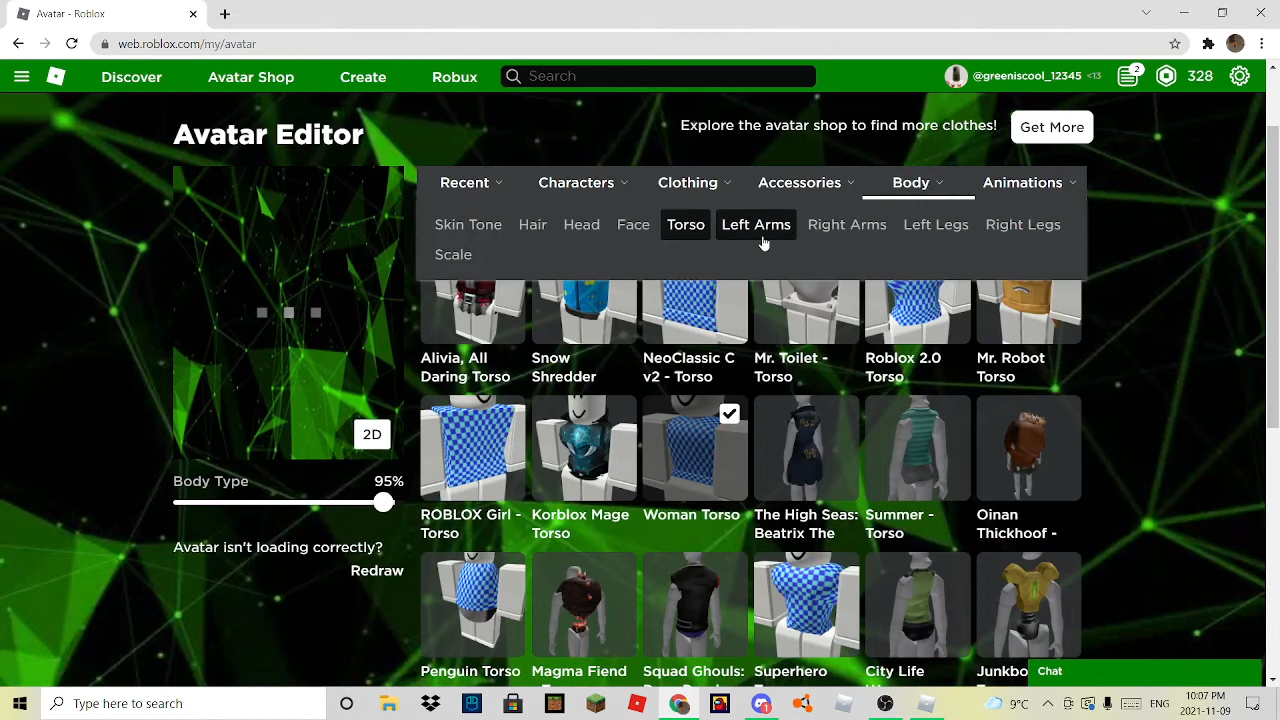 Avatar - Roblox
web.roblox.com/my/avatar
Discover Avatar Shop Create Robux Search @greeniscool_12345 <13 2 328
Avatar Editor
Explore the avatar shop to find more clothes! Get More
Recent Characters Clothing Accessories Body Animations
Skin Tone Hair Head Face Torso Left Arms Right Arms Left Legs Right Legs
Scale
2D
Body Type 95%
Avatar isn't loading correctly?
Redraw
Alivia, All Daring Torso
Snow Shredder
NeoClassic C v2 - Torso
Mr. Toilet - Torso
Roblox 2.0 Torso
Mr. Robot Torso
ROBLOX Girl - Torso
Korblox Mage Torso
Woman Torso
The High Seas: Beatrix The
Summer - Torso
Oinan Thickhoof -
Penguin Torso
Magma Fiend
Squad Ghouls:
Superhero
City Life
Junkbo
Chat
Type here to search
1
9°C
10:07 PM
2021-11-09